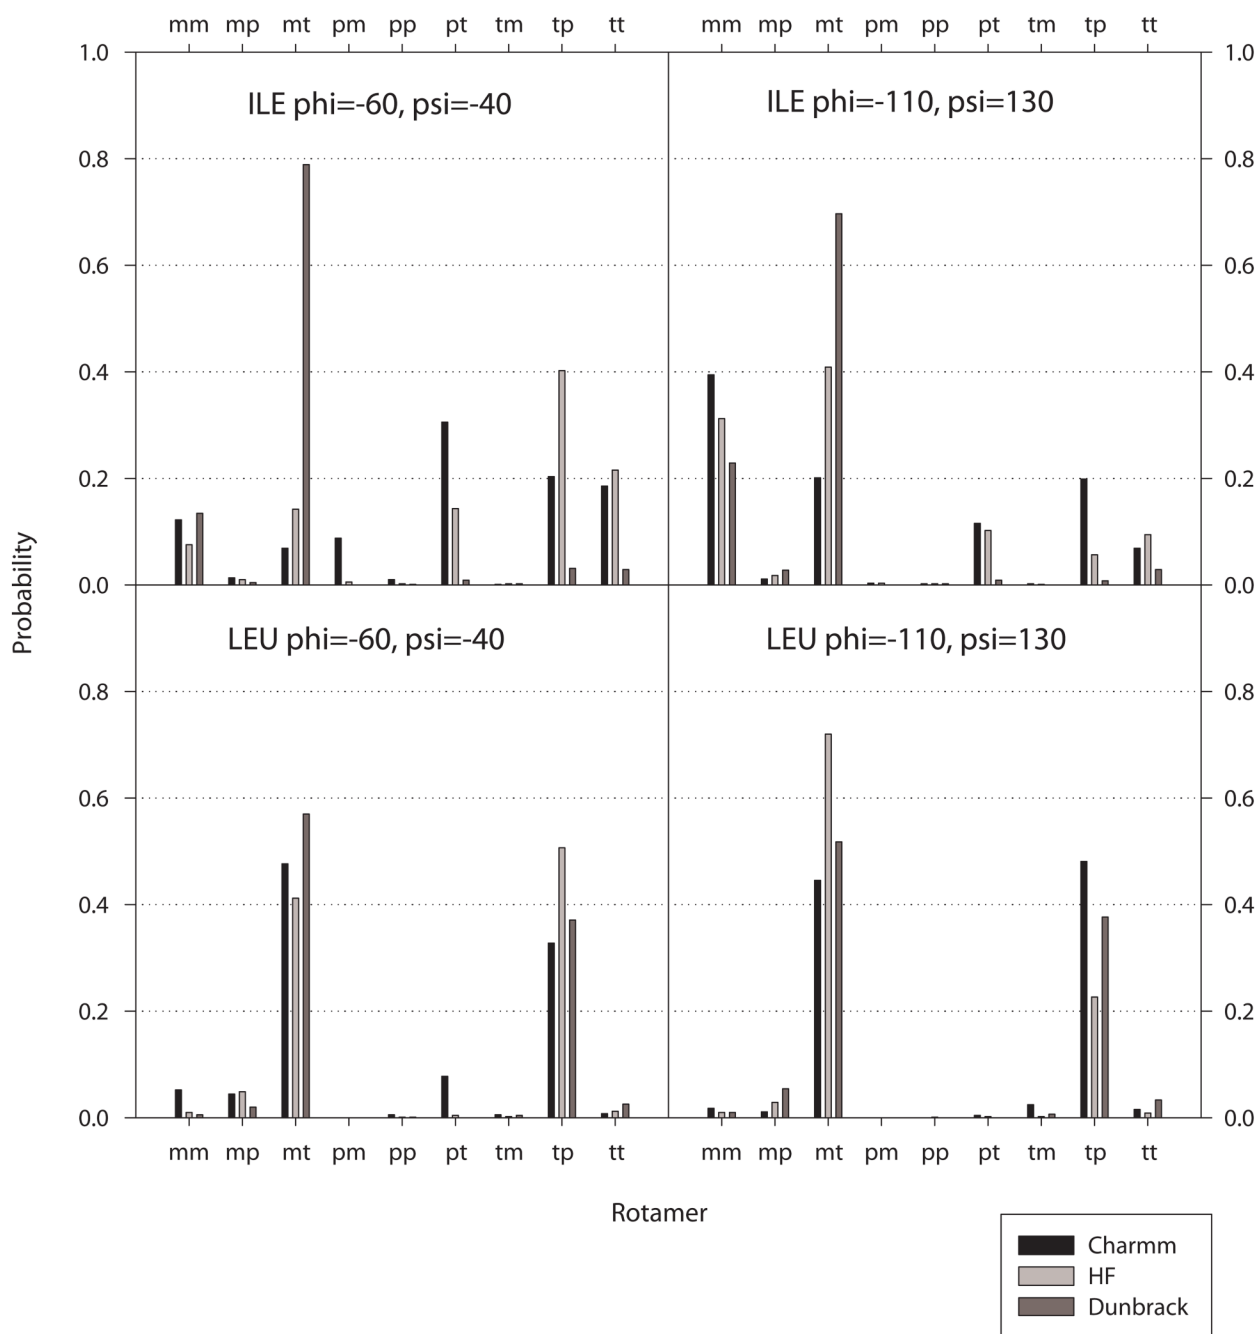 mm mp mt pm pp pt tm tp tt mm mp mt pm pp pt tm tp tt
1.0 1.0
ILE phi=-60, psi=-40 ILE phi=-110, psi=130
0.8 0.8
0.6 0.6
0.4 0.4
0.2 0.2
0.0 0.0
Probability
LEU phi=-60, psi=-40 LEU phi=-110, psi=130
0.8 0.8
0.6 0.6
0.4 0.4
0.2 0.2
0.0 0.0
mm mp mt pm pp pt tm tp tt mm mp mt pm pp pt tm tp tt
Rotamer
Charmm
HF
Dunbrack